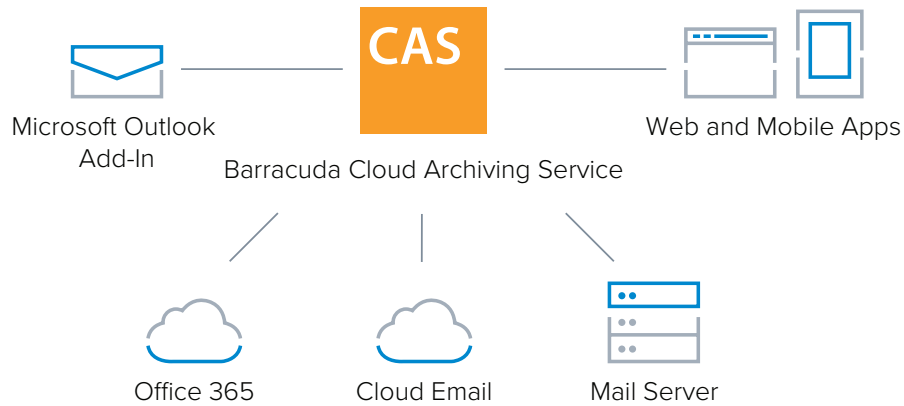 CAS
Microsoft Outlook
Add-In
Web and Mobile Apps
Barracuda Cloud Archiving Service
Office 365
Cloud Email
Mail Server